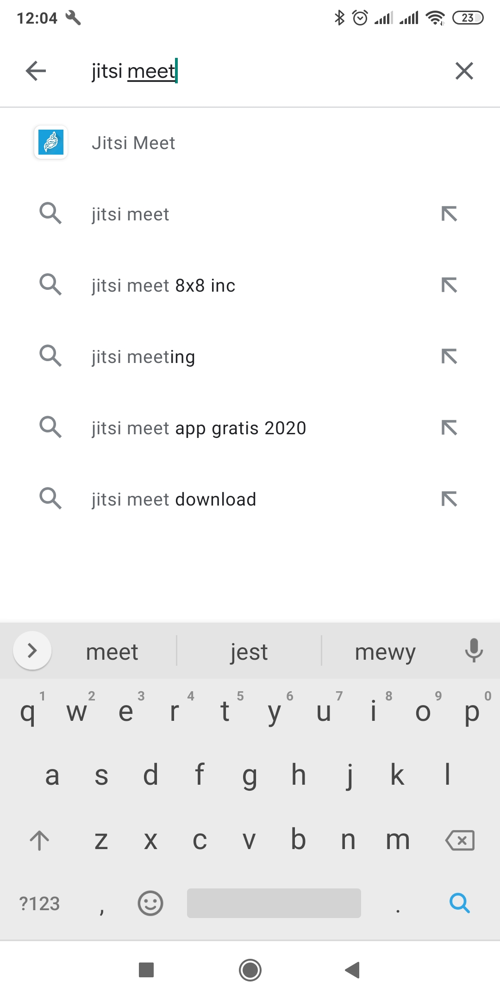 12:04 23
jitsi meet
Jitsi Meet
jitsi meet
jitsi meet 8x8 inc
jitsi meeting
jitsi meet app gratis 2020
jitsi meet download
meet jest mewy
1 2 3 4 5 6 7 8 9 0
q w e r t y u i o p
a s d f g h j k l
z x c v b n m
?123 , .